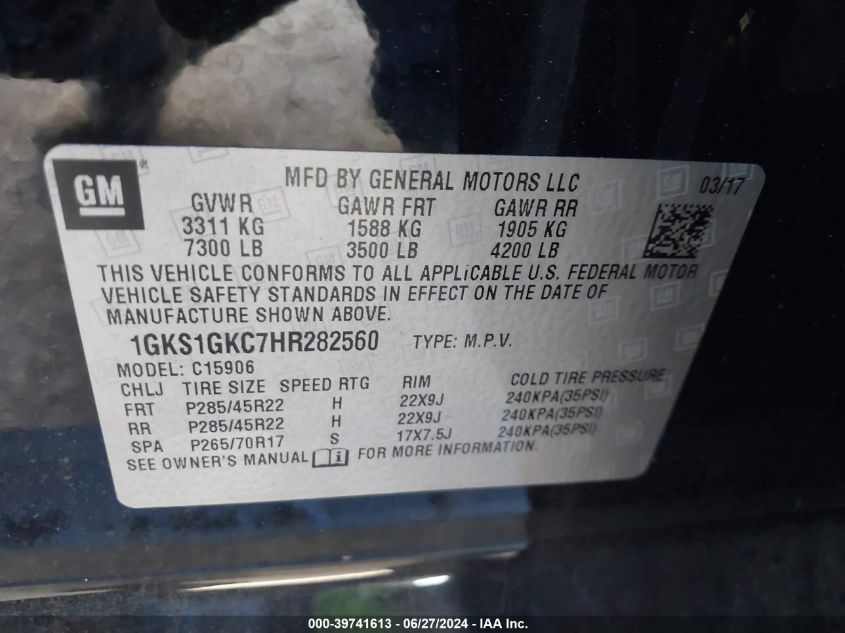 GM ® MFD BY GENERAL MOTORS LLC 03/17
GVWR GAWR FRT GAWR RR
3311 KG 1588 KG 1905 KG
7300 LB 3500 LB 4200 LB
THIS VEHICLE CONFORMS TO ALL APPLiCABLE U.S. FEDERAL MOTOR
VEHICLE SAFETY STANDARDS IN EFFECT ON THE DATE OF
MANUFACTURE SHOWN ABOVE.
1GKS1GKC7HR282560 TYPE: M.P.V.
MODEL: C15906
CHLJ TIRE SIZE SPEED RTG RIM COLD TIRE PRESSURE
FRT P285/45R22 H 22X9J 240KPA(35PSI)
RR P285/45R22 H 22X9J 240KPA(35PSI)
SPA P265/70R17 S 17X7.5J 240KPA(35PSI)
SEE OWNER'S MANUAL i FOR MORE INFORMATION.
000-39741613 - 06/27/2024 - IAA Inc.